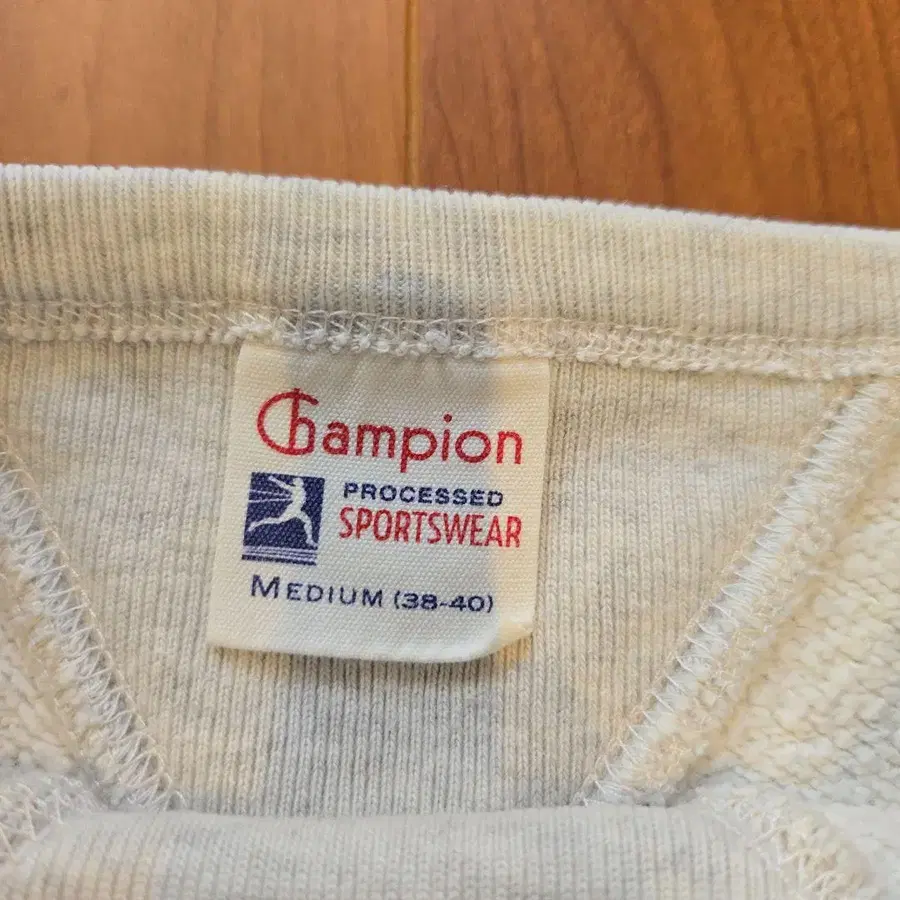 Champion
PROCESSED
SPORTSWEAR
MEDIUM (38-40)